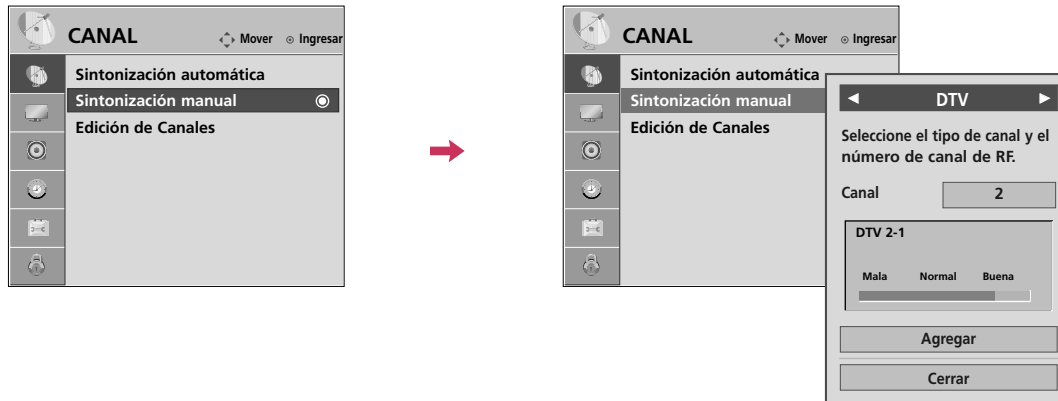 CANAL Mover Ingresar
Sintonización automática
Sintonización manual
Edición de Canales
CANAL Mover Ingresar
Sintonización automática
Sintonización manual
Edición de Canales
DTV
Seleccione el tipo de canal y el
número de canal de RF.
Canal 2
DTV 2-1
Mala Normal Buena
Agregar
Cerrar